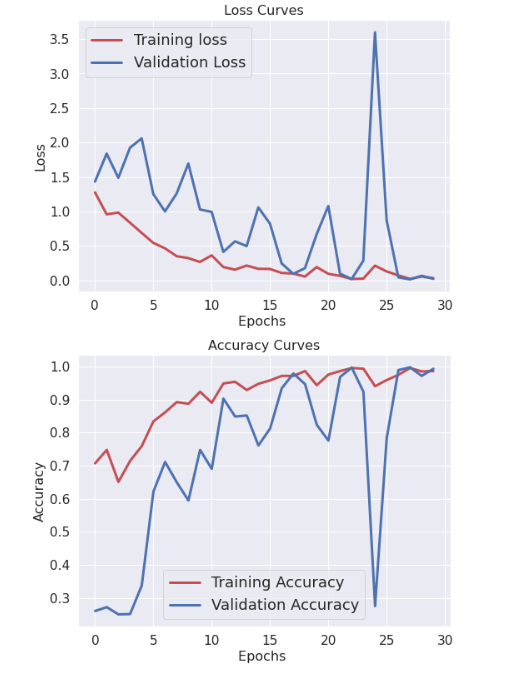 Loss Curves
3.5
3.0
2.5
2.0
1.5
1.0
0.5
0.0
Loss
Training loss
Validation Loss
0 5 10 15 20 25 30
Epochs
Accuracy Curves
1.0
0.9
0.8
0.7
0.6
0.5
0.4
0.3
Accuracy
Training Accuracy
Validation Accuracy
0 5 10 15 20 25 30
Epochs